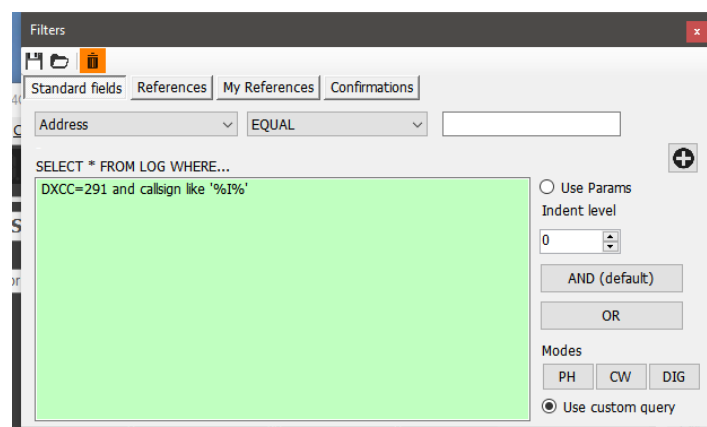 Filters
x
Standard fields References My References Confirmations
Address EQUAL
SELECT * FROM LOG WHERE...
DXCC=291 and callsign like '%I%'
Use Params
Indent level
0
AND (default)
OR
Modes
PH CW DIG
Use custom query